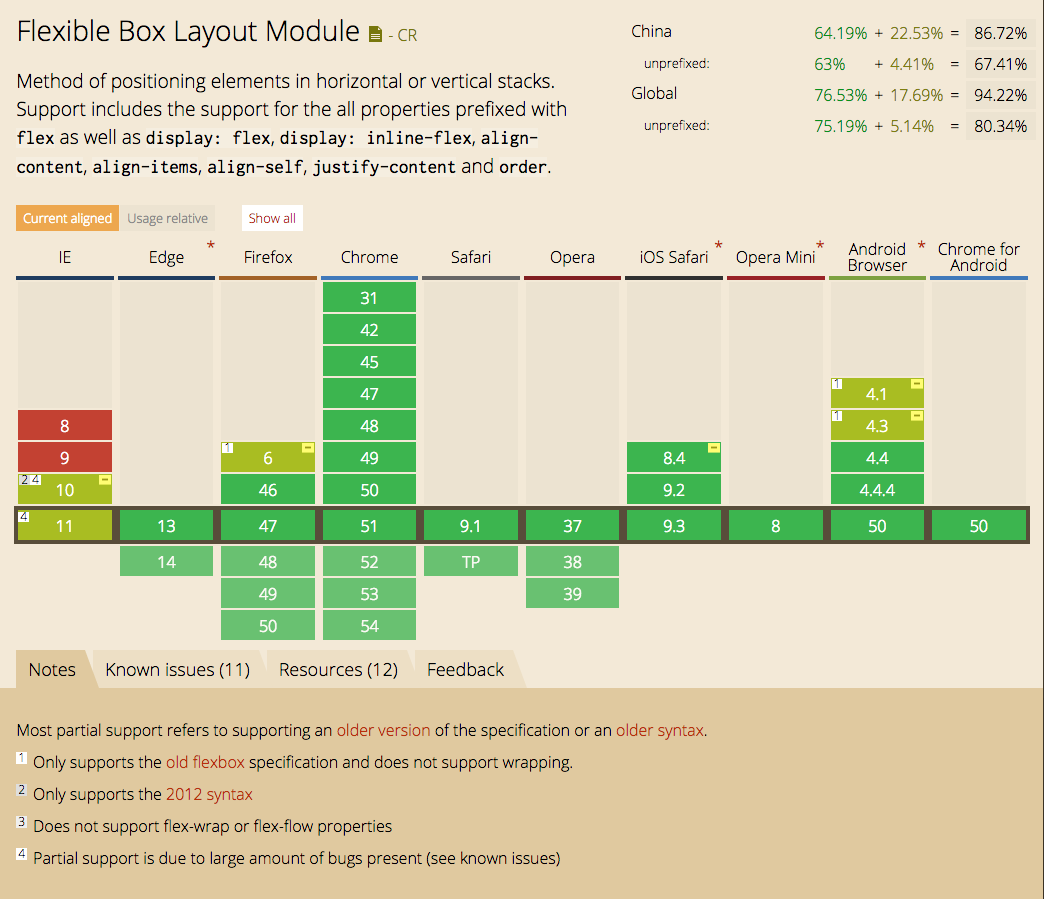 Flexible Box Layout Module - CR
Method of positioning elements in horizontal or vertical stacks.
Support includes the support for the all properties prefixed with
flex as well as display: flex, display: inline-flex, align-
content, align-items, align-self, justify-content and order.
China 64.19% + 22.53% = 86.72%
unprefixed: 63% + 4.41% = 67.41%
Global 76.53% + 17.69% = 94.22%
unprefixed: 75.19% + 5.14% = 80.34%
Current aligned Usage relative Show all
IE Edge * Firefox Chrome Safari Opera iOS Safari * Opera Mini * Android Browser * Chrome for Android
31
42
45
47 1 4.1 -
8 48 1 4.3 -
9 1 6 - 49 8.4 - 4.4
2 4 10 - 46 50 9.2 4.4.4
4 11 13 47 51 9.1 37 9.3 8 50 50
14 48 52 TP 38
49 53 39
50 54
Notes Known issues (11) Resources (12) Feedback
Most partial support refers to supporting an older version of the specification or an older syntax.
1 Only supports the old flexbox specification and does not support wrapping.
2 Only supports the 2012 syntax
3 Does not support flex-wrap or flex-flow properties
4 Partial support is due to large amount of bugs present (see known issues)